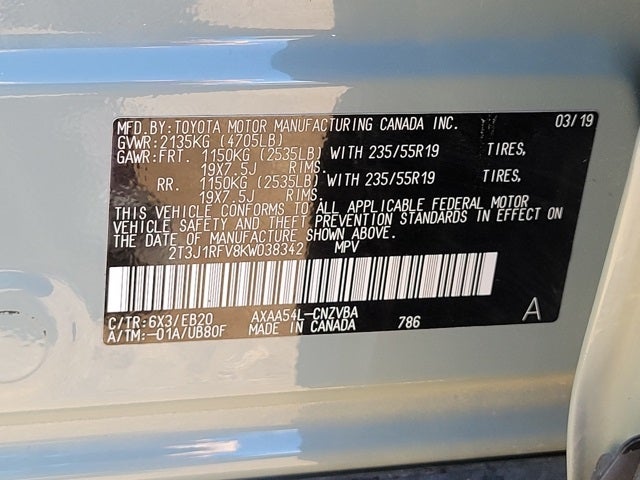 MFD.BY:TOYOTA MOTOR MANUFACTURING CANADA INC. 03/19
GVWR:2135KG (4705LB)
GAWR:FRT. 1150KG (2535LB) WITH 235/55R19 TIRES,
19X7.5J RIMS.
RR. 1150KG (2535LB) WITH 235/55R19 TIRES,
19X7.5J RIMS.
THIS VEHICLE CONFORMS TO ALL APPLICABLE FEDERAL MOTOR
VEHICLE SAFETY AND THEFT PREVENTION STANDARDS IN EFFECT ON
THE DATE OF MANUFACTURE SHOWN ABOVE.
2T3J1RFV8KW038342 MPV
C/TR:6X3/EB20 AXAA54L-CNZVBA
A/TM:-01A/UB80F MADE IN CANADA 786 A